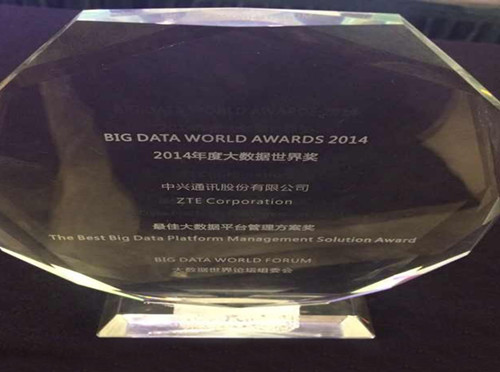 BIG DATA WORLD AWARDS 2014
2014年度大数据世界奖
中兴通讯股份有限公司
ZTE Corporation
最佳大数据平台管理方案奖
The Best Big Data Platform Management Solution Award
BIG DATA WORLD FORUM
大数据世界论坛组委会